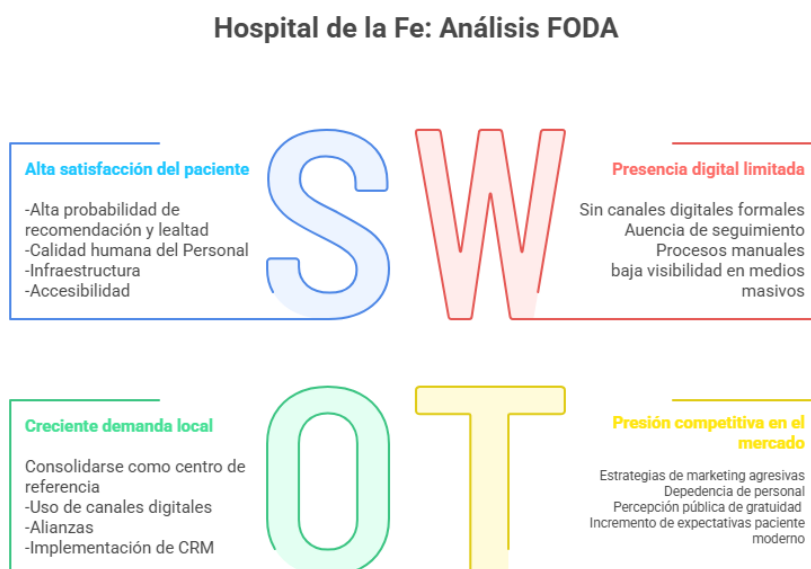 Hospital de la Fe: Análisis FODA
Alta satisfacción del paciente
-Alta probabilidad de
recomendación y lealtad
-Calidad humana del Personal
-Infraestructura
-Accesibilidad
S
W
Presencia digital limitada
Sin canales digitales formales
Auencia de seguimiento
Procesos manuales
baja visibilidad en medios
masivos
Creciente demanda local
Consolidarse como centro de
referencia
-Uso de canales digitales
-Alianzas
-Implementación de CRM
O
T
Presión competitiva en el
mercado
Estrategias de marketing agresivas
Depedencia de personal
Percepción pública de gratuidad
Incremento de expectativas paciente
moderno